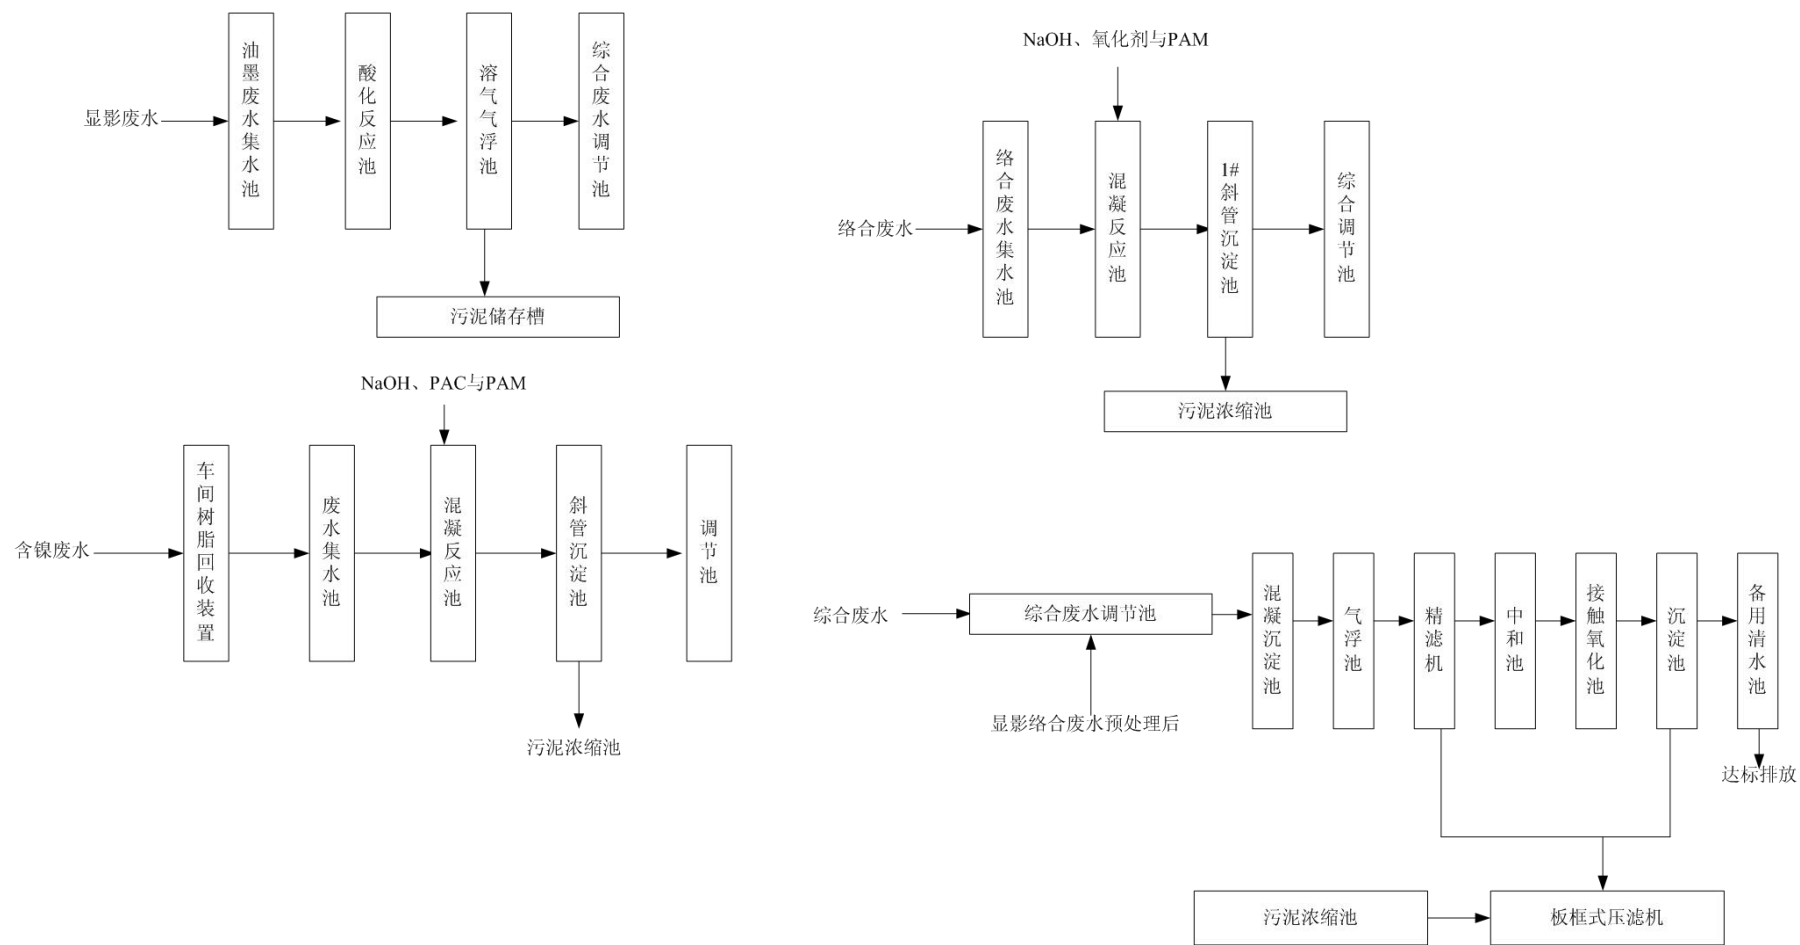 显影废水
油墨废水集水池
酸化反应池
溶气气浮池
综合废水调节池
污泥储存槽
NaOH、氧化剂与PAM
络合废水
络合废水集水池
混凝反应池
1#斜管沉淀池
综合调节池
污泥浓缩池
NaOH、PAC与PAM
含镍废水
车间树脂回收装置
废水集水池
混凝反应池
斜管沉淀池
调节池
污泥浓缩池
综合废水
综合废水调节池
显影络合废水预处理后
混凝沉淀池
气浮池
精滤机
中和池
接触氧化池
沉淀池
备用清水池
达标排放
污泥浓缩池
板框式压滤机